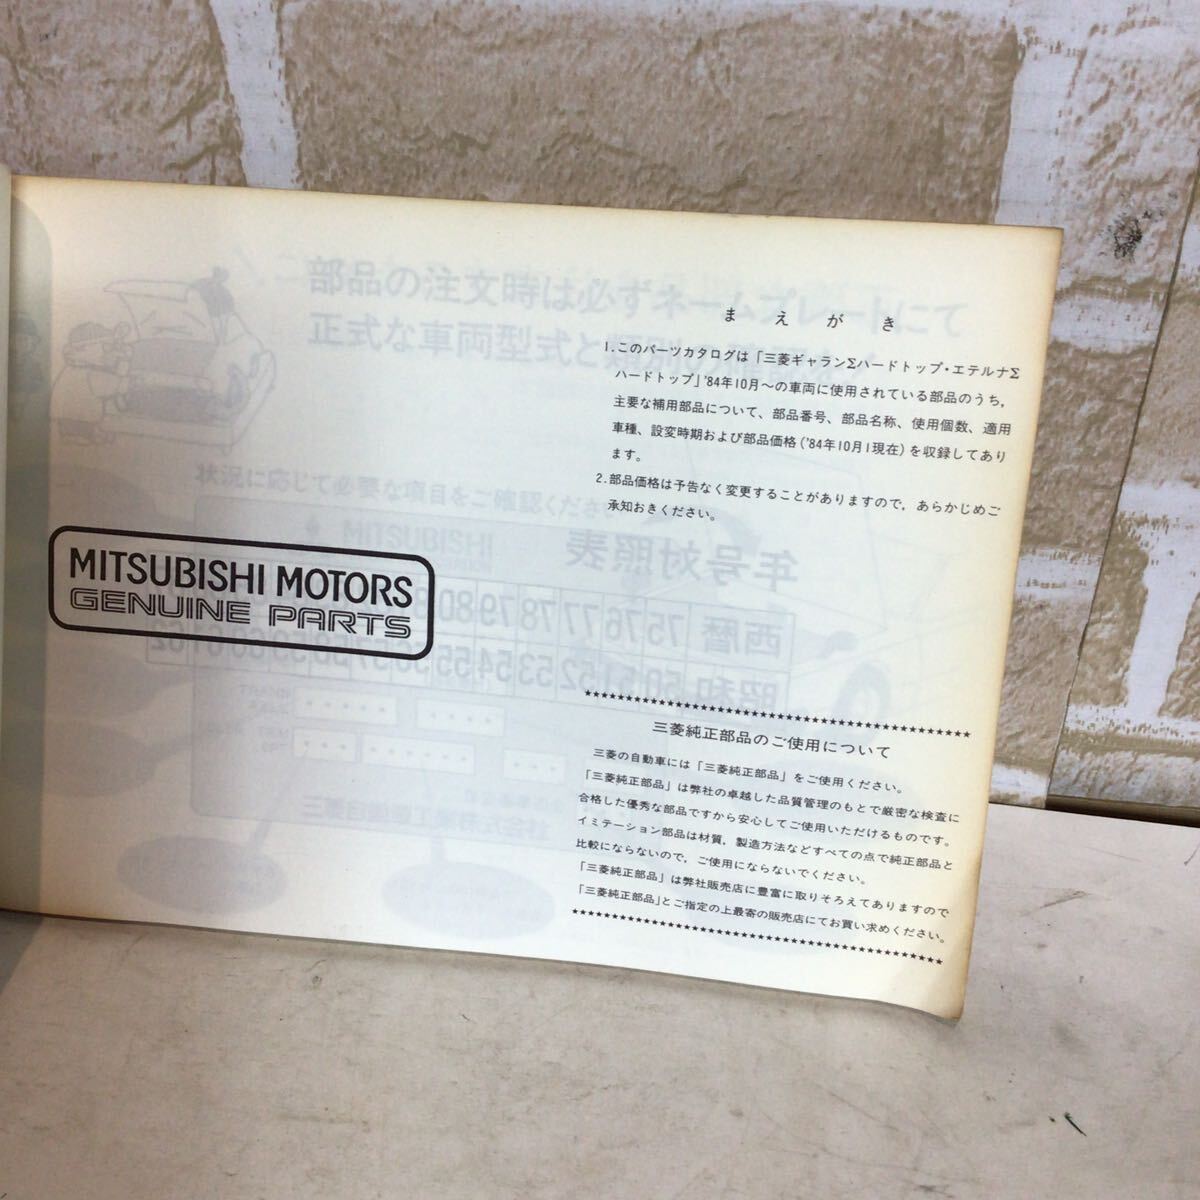 部品の注文時は必ずネームプレートにて
正式な車両型式と
状況に応じて必要な項目をご確認ください
MITSUBISHI MOTORS
GENUINE PARTS
まえがき
1. このパーツカタログは「三菱ギャランΣハードトップ・エテルナΣ
ハードトップ」'84年10月～の車両に使用されている部品のうち,
主要な補用部品について、部品番号、部品名称、使用個数、適用
車種、設変時期および部品価格('84年10月1現在)を収録してあり
ます。
2. 部品価格は予告なく変更することがありますので, あらかじめご
承知おきください。
MITSUBISHI
年号対照表
西暦 75 76 77 78 79 80
昭和 50 51 52 53 54 55 56 57 58 59 60 61 62
★★★★★★★★★★★★★★★★★★★★★★★★★★★★★★★★★★★★★★★★★★★★★★★★
三菱純正部品のご使用について
三菱の自動車には「三菱純正部品」をご使用ください。
「三菱純正部品」は弊社の卓越した品質管理のもとで厳密な検査に
合格した優秀な部品ですから安心してご使用いただけるものです。
イミテーション部品は材質, 製造方法などすべての点で純正部品と
比較にならないので, ご使用にならないでください。
「三菱純正部品」は弊社販売店に豊富に取りそろえてありますので
「三菱純正部品」とご指定の上最寄の販売店にてお買い求めください。
★★★★★★★★★★★★★★★★★★★★★★★★★★★★★★★★★★★★★★★★★★★★★★★★